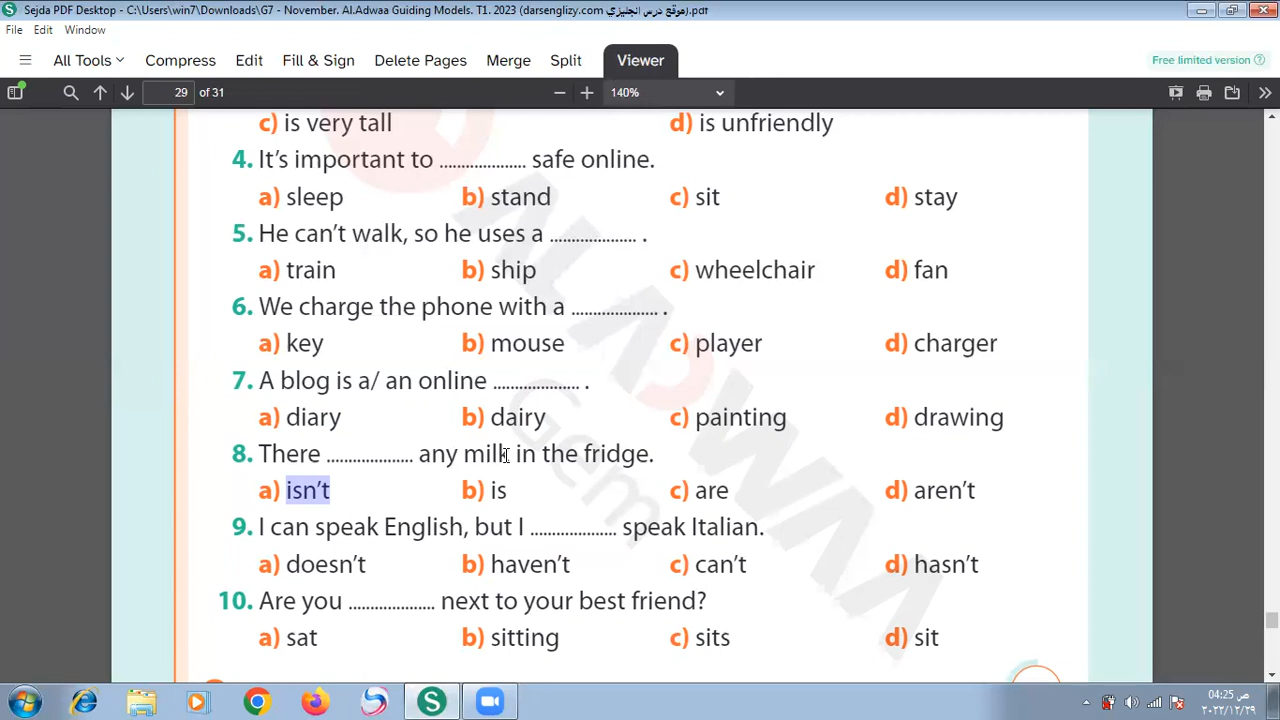 Sejda PDF Desktop - C:\Users\win7\Downloads\G7 - November. Al.Adwaa Guiding Models. T1. 2023 (darsenglizy.com موقع درس انجليزي).pdf
File Edit Window
All Tools Compress Edit Fill & Sign Delete Pages Merge Split Viewer Free limited version
29 of 31 140%
c) is very tall d) is unfriendly
4. It's important to .................... safe online.
a) sleep b) stand c) sit d) stay
5. He can't walk, so he uses a .................... .
a) train b) ship c) wheelchair d) fan
6. We charge the phone with a .................... .
a) key b) mouse c) player d) charger
7. A blog is a/ an online .................... .
a) diary b) dairy c) painting d) drawing
8. There .................... any milk in the fridge.
a) isn't b) is c) are d) aren't
9. I can speak English, but I .................... speak Italian.
a) doesn't b) haven't c) can't d) hasn't
10. Are you .................... next to your best friend?
a) sat b) sitting c) sits d) sit
AL ADWAA
Gem
04:25 ص
٢٠٢٢/١٢/٢٩